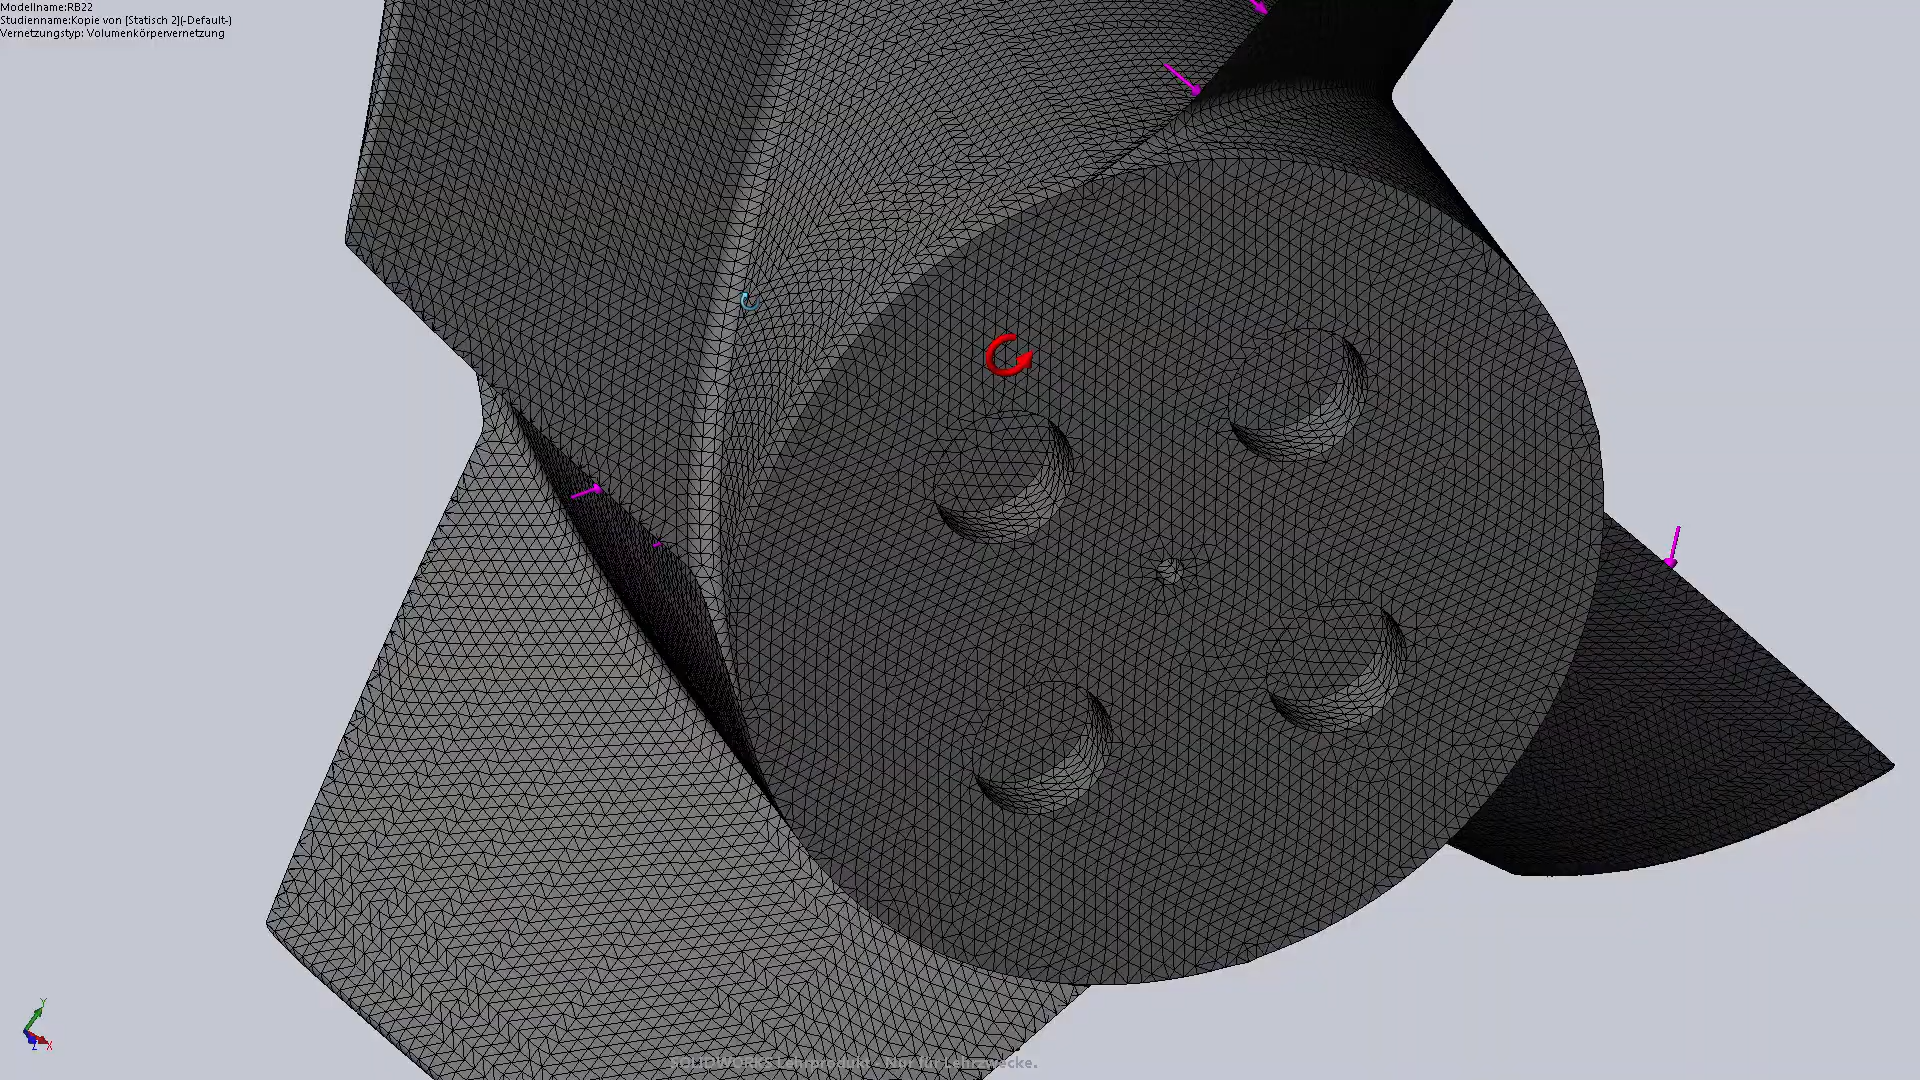 Modellname:RB22
Studienname:Kopie von [Statisch 2](-Default-)
Vernetzungstyp: Volumenkörpervernetzung
Y
Z X
SOLIDWORKS Lehrprodukt - Nur für Lehrzwecke.